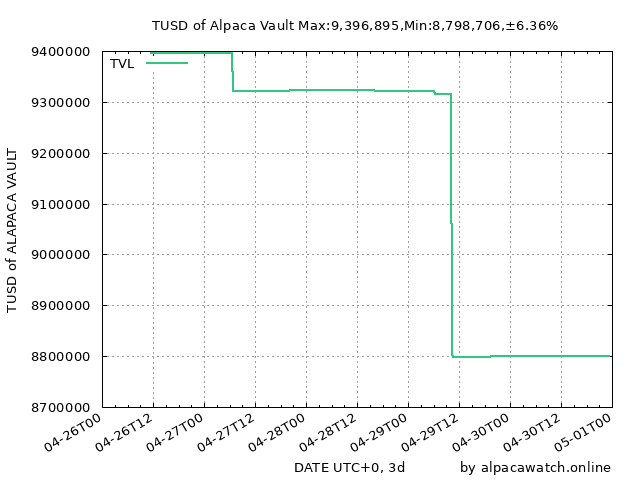 TUSD of Alpaca Vault Max:9,396,895,Min:8,798,706,±6.36%
TUSD of ALAPACA VAULT
9400000
9300000
9200000
9100000
9000000
8900000
8800000
8700000
TVL
04-26T00
04-26T12
04-27T00
04-27T12
04-28T00
04-28T12
04-29T00
04-29T12
04-30T00
04-30T12
05-01T00
DATE UTC+0, 3d
by alpacawatch.online